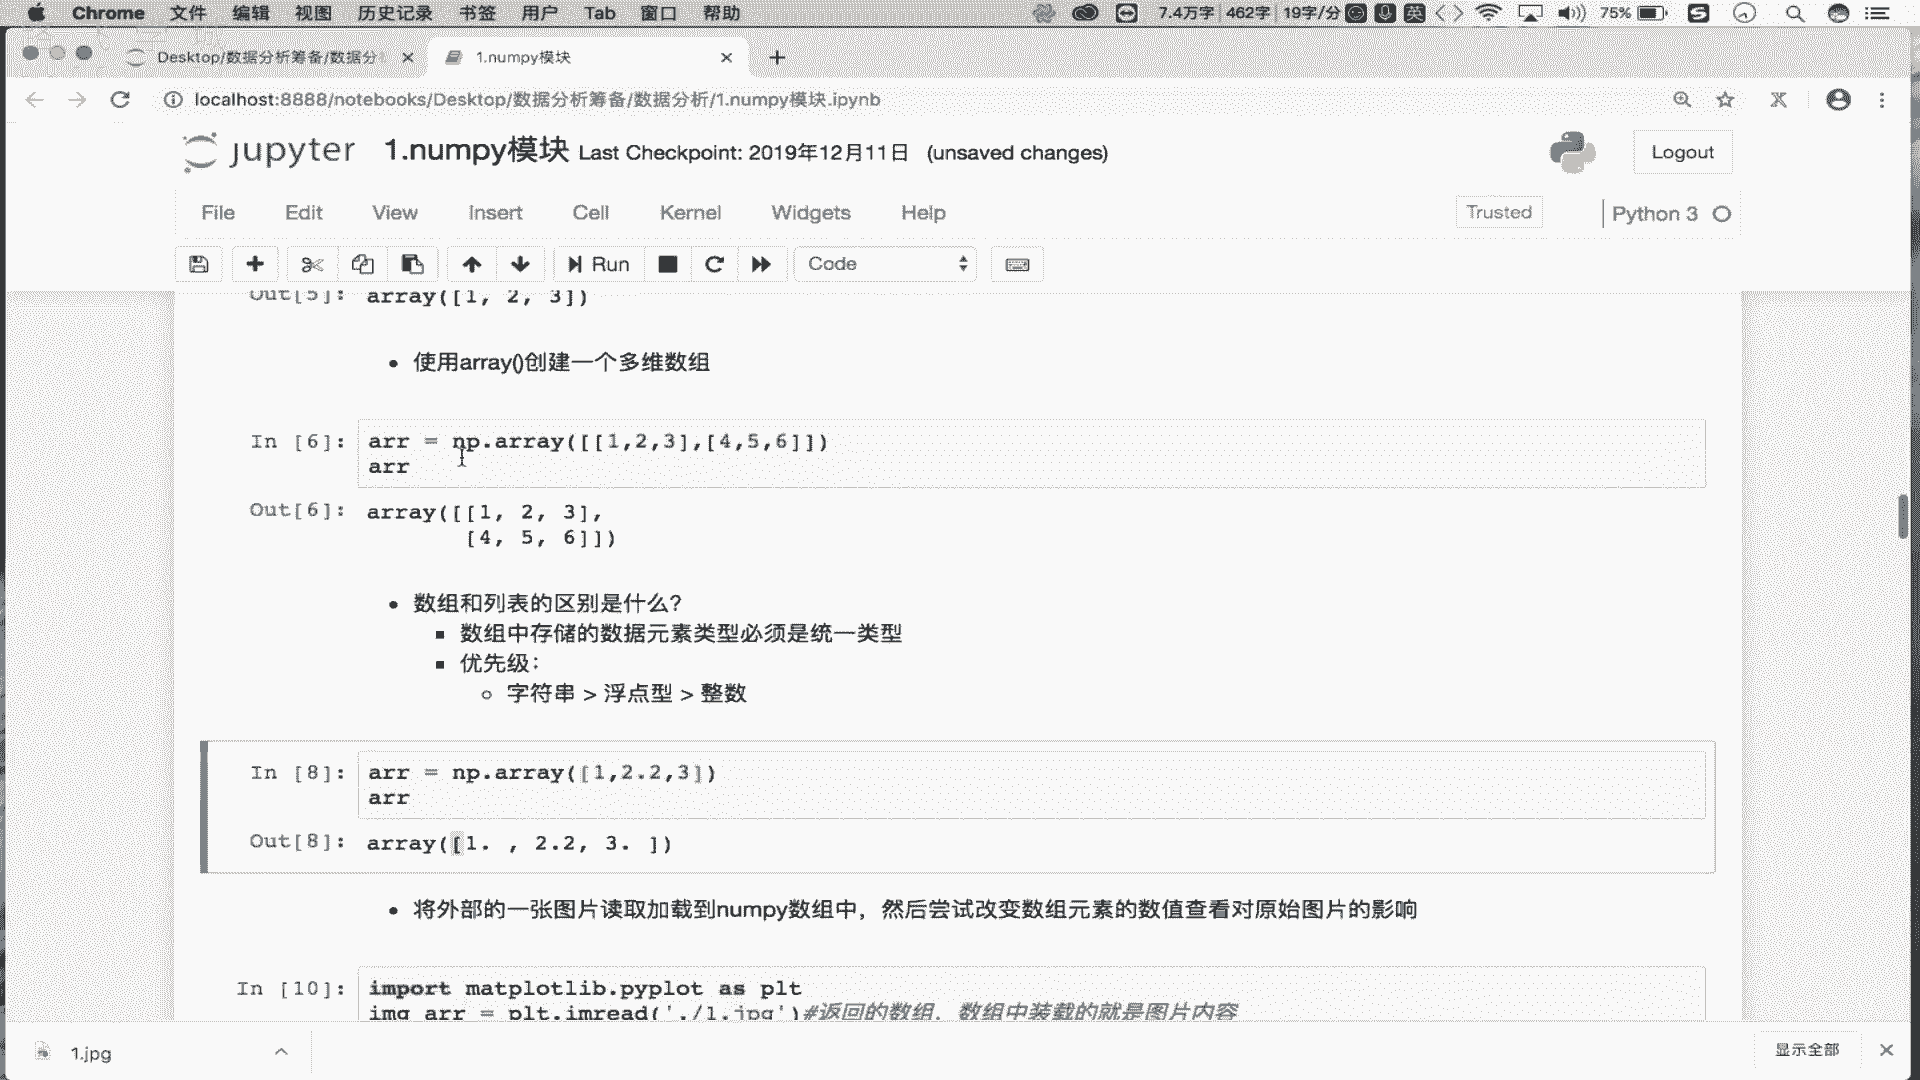 Chrome 文件 编辑 视图 历史记录 书签 用户 Tab 窗口 帮助 7.4万字 462字 19字/分 英 75%
Desktop/数据分析筹备/数据分 1.numpy模块
localhost:8888/notebooks/Desktop/数据分析筹备/数据分析/1.numpy模块.ipynb
jupyter 1.numpy模块 Last Checkpoint: 2019年12月11日 (unsaved changes) Logout
File Edit View Insert Cell Kernel Widgets Help Trusted Python 3
Run Code
Out[5]: array([1, 2, 3])
使用array()创建一个多维数组
In [6]: arr = np.array([[1,2,3],[4,5,6]])
arr
Out[6]: array([[1, 2, 3],
[4, 5, 6]])
数组和列表的区别是什么?
数组中存储的数据元素类型必须是统一类型
优先级:
字符串 > 浮点型 > 整数
In [8]: arr = np.array([1,2.2,3])
arr
Out[8]: array([1. , 2.2, 3. ])
将外部的一张图片读取加载到numpy数组中，然后尝试改变数组元素的数值查看对原始图片的影响
In [10]: import matplotlib.pyplot as plt
img_arr = plt.imread('./1.jpg')#返回的数组，数组中装载的就是图片内容
1.jpg 显示全部